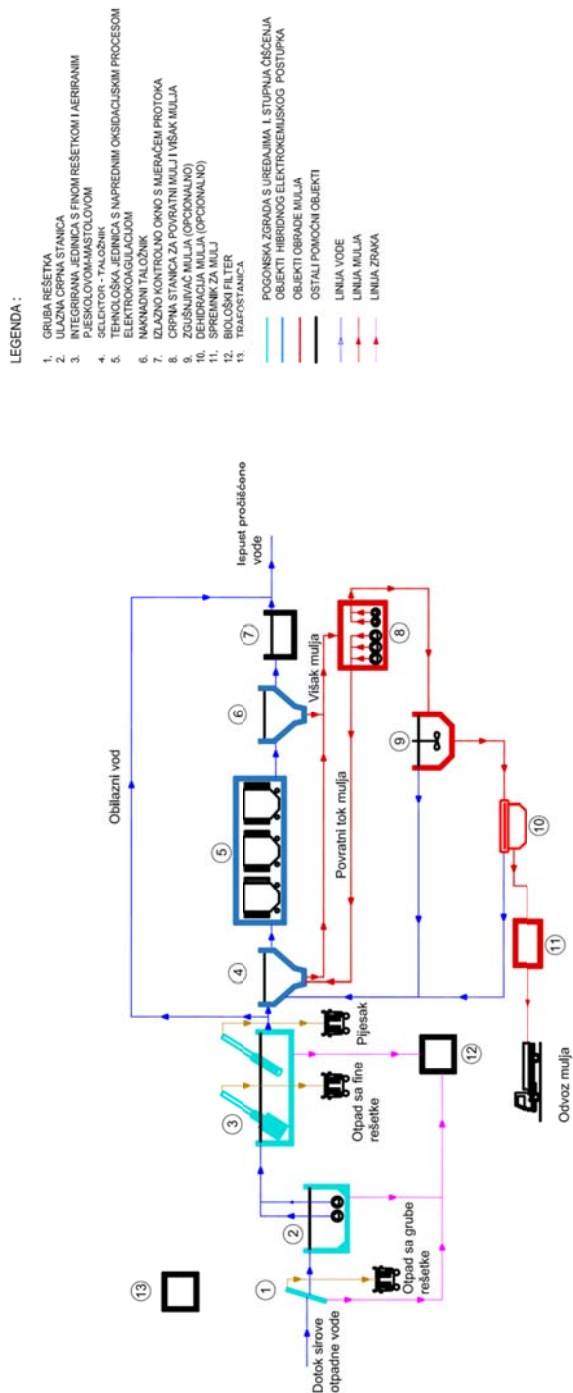 LEGENDA :
1. GRUBA REŠETKA
2. ULAZNA CRPNA STANICA
3. INTEGRIRANA JEDINICA S FINOM REŠETKOM I AERIRANIM
PJESKOLOVOM-MASTOLOVOM
4. SELEKTOR - TALOŽNIK
5. TEHNOLOŠKA JEDINICA S NAPREDNIM OKSIDACIJSKIM PROCESOM
ELEKTROKOAGULACIJOM
6. NAKNADNI TALOŽNIK
7. IZLAZNO KONTROLNO OKNO S MJERAČEM PROTOKA
8. CRPNA STANICA ZA POVRATNI MULJ I VIŠAK MULJA
9. ZGUŠNJIVAČ MULJA (OPCIONALNO)
10. DEHIDRACIJA MULJA (OPCIONALNO)
11. SPREMNIK ZA MULJ
12. BIOLOŠKI FILTER
13. TRAFOSTANICA
POGONSKA ZGRADA S UREĐAJIMA I. STUPNJA ČIŠĆENJA
OBJEKTI HIBRIDNOG ELEKTROKEMIJSKOG POSTUPKA
OBJEKTI OBRADE MULJA
OSTALI POMOĆNI OBJEKTI
LINIJA VODE
LINIJA MULJA
LINIJA ZRAKA
13
Obilazni vod
Ispust pročišćene
vode
1
2
3
4
5
6
7
Dotok sirove
otpadne vode
Otpad sa grube
rešetke
Otpad sa fine
rešetke
Pijesak
Višak mulja
Povratni tok mulja
8
9
10
11
12
Odvoz mulja